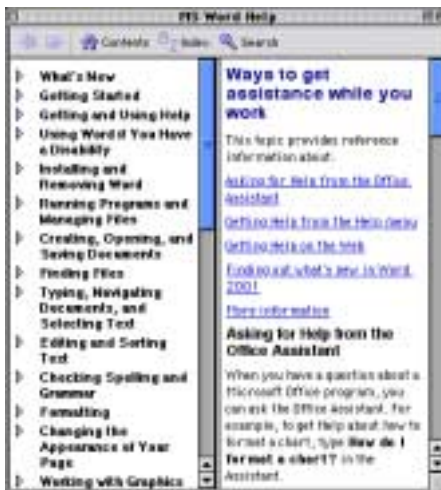 MS Word Help
Contents Index Search
What's New
Getting Started
Getting and Using Help
Using Word if You Have
a Disability
Installing and
Removing Word
Running Programs and
Managing Files
Creating, Opening, and
Saving Documents
Finding Files
Typing, Navigating
Documents, and
Selecting Text
Editing and Sorting
Text
Checking Spelling and
Grammar
Formatting
Changing the
Appearance of Your
Page
Working with Graphics
Ways to get
assistance while you
work
This topic provides reference
information about:
Asking for Help from the Office
Assistant
Getting Help from the Help menu
Getting Help on the Web
Finding out what's new in Word
2001
More information
Asking for Help from the
Office Assistant
When you have a question about a
Microsoft Office program, you
can ask the Office Assistant. For
example, to get Help about how to
format a chart, type How do I
format a chart? in the
Assistant.